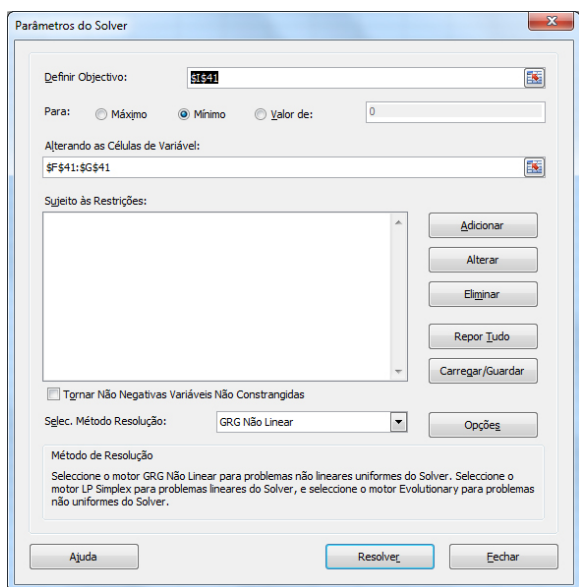 Parâmetros do Solver
Definir Objectivo: $I$41
Para: Máximo Mínimo Valor de: 0
Alterando as Células de Variável:
$F$41:$G$41
Sujeito às Restrições:
Adicionar
Alterar
Eliminar
Repor Tudo
Carregar/Guardar
Tornar Não Negativas Variáveis Não Constrangidas
Selec. Método Resolução: GRG Não Linear Opções
Método de Resolução
Seleccione o motor GRG Não Linear para problemas não lineares uniformes do Solver. Seleccione o
motor LP Simplex para problemas lineares do Solver, e seleccione o motor Evolutionary para problemas
não uniformes do Solver.
Ajuda Resolver Fechar